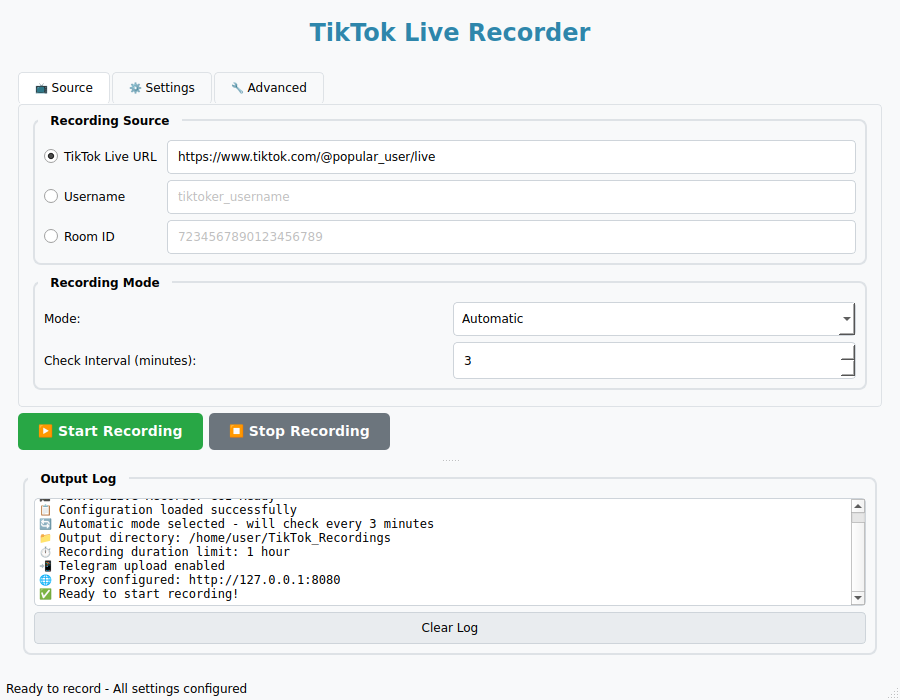 TikTok Live Recorder
Source
Settings
Advanced
Recording Source
TikTok Live URL
https://www.tiktok.com/@popular_user/live
Username
tiktoker_username
Room ID
7234567890123456789
Recording Mode
Mode:
Automatic
Check Interval (minutes):
3
Start Recording
Stop Recording
Output Log
Configuration loaded successfully
Automatic mode selected - will check every 3 minutes
Output directory: /home/user/TikTok_Recordings
Recording duration limit: 1 hour
Telegram upload enabled
Proxy configured: http://127.0.0.1:8080
Ready to start recording!
Clear Log
Ready to record - All settings configured